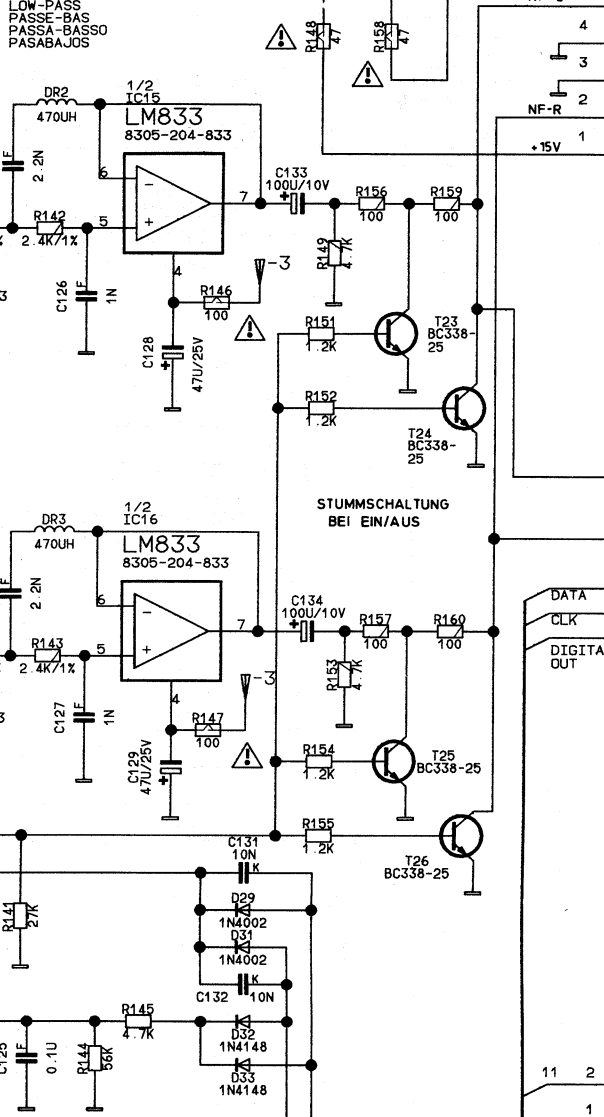 LOW-PASS
PASSE-BAS
PASSA-BASSO
PASABAJOS
R148
47
R158
47
4
3
2
NF-R
1
+15V
DR2
470UH
1/2
IC15
LM833
8305-204-833
F
2.2N
6
5
7
4
R142
2.4K/1%
C126
F
1N
C133
100U/10V
+
R156
100
R159
100
R149
4.7K
-3
R146
100
C128
47U/25V
+
R151
1.2K
T23
BC338-
25
R152
1.2K
T24
BC338-
25
STUMMSCHALTUNG
BEI EIN/AUS
DR3
470UH
1/2
IC16
LM833
8305-204-833
F
2.2N
6
5
7
4
R143
2.4K/1%
C127
F
1N
C134
100U/10V
+
R157
100
R160
100
R153
4.7K
-3
R147
100
C129
47U/25V
+
R154
1.2K
T25
BC338-25
R155
1.2K
T26
BC338-25
DATA
CLK
DIGITA
OUT
C131
10N
K
R141
27K
D29
1N4002
D31
1N4002
K
C132
10N
R145
4.7K
D32
1N4148
D33
1N4148
C125
F
0.1U
R144
56K
11
2
1